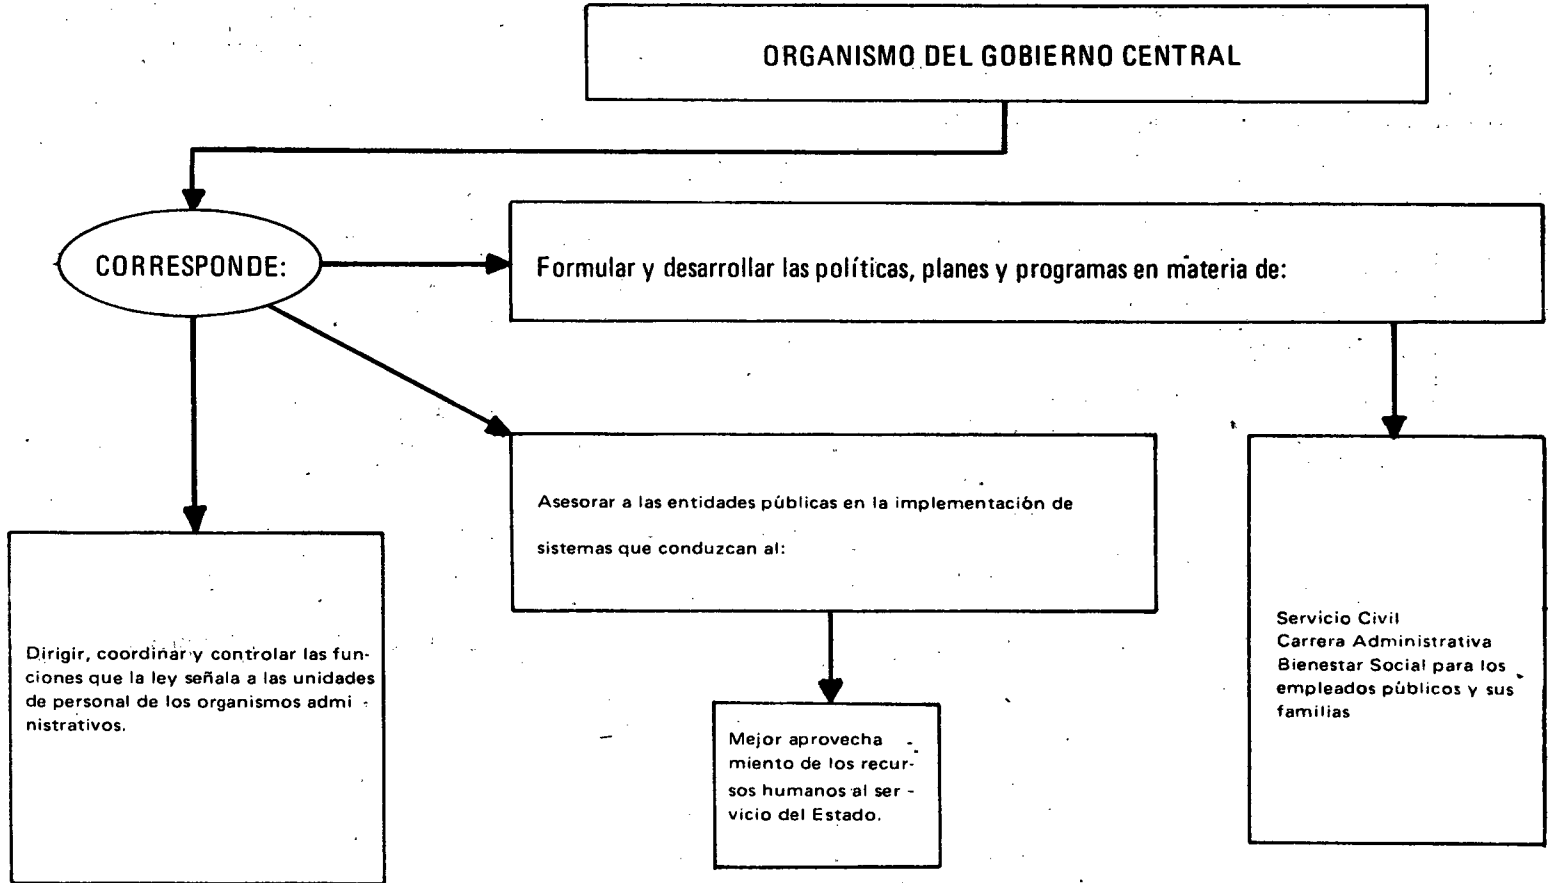 ORGANISMO DEL GOBIERNO CENTRAL
CORRESPONDE:
Formular y desarrollar las políticas, planes y programas en materia de:
Asesorar a las entidades públicas en la implementación de
sistemas que conduzcan al:
Servicio Civil
Carrera Administrativa
Bienestar Social para los
empleados públicos y sus
familias
Dirigir, coordinar y controlar las fun-
ciones que la ley señala a las unidades
de personal de los organismos admi -
nistrativos.
Mejor aprovecha -
miento de los recur-
sos humanos al ser -
vicio del Estado.